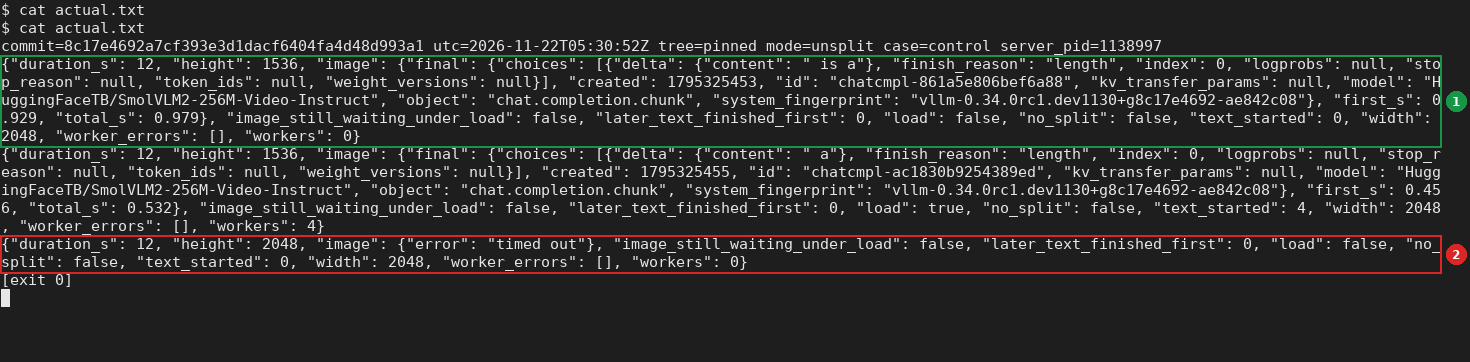 $ cat actual.txt
$ cat actual.txt
commit=8c17e4692a7cf393e3d1dacf6404fa4d48d993a1 utc=2026-11-22T05:30:52Z tree=pinned mode=unsplit case=control server_pid=1138997
{"duration_s": 12, "height": 1536, "image": {"final": {"choices": [{"delta": {"content": " is a"}, "finish_reason": "length", "index": 0, "logprobs": null, "sto
p_reason": null, "token_ids": null, "weight_versions": null}], "created": 1795325453, "id": "chatcmpl-861a5e806bef6a88", "kv_transfer_params": null, "model": "H
uggingFaceTB/SmolVLM2-256M-Video-Instruct", "object": "chat.completion.chunk", "system_fingerprint": "vllm-0.34.0rc1.dev1130+g8c17e4692-ae842c08"}, "first_s": 0
.929, "total_s": 0.979}, "image_still_waiting_under_load": false, "later_text_finished_first": 0, "load": false, "no_split": false, "text_started": 0, "width":
2048, "worker_errors": [], "workers": 0}
1
{"duration_s": 12, "height": 1536, "image": {"final": {"choices": [{"delta": {"content": " a"}, "finish_reason": "length", "index": 0, "logprobs": null, "stop_r
eason": null, "token_ids": null, "weight_versions": null}], "created": 1795325455, "id": "chatcmpl-ac1830b9254389ed", "kv_transfer_params": null, "model": "Hugg
ingFaceTB/SmolVLM2-256M-Video-Instruct", "object": "chat.completion.chunk", "system_fingerprint": "vllm-0.34.0rc1.dev1130+g8c17e4692-ae842c08"}, "first_s": 0.45
6, "total_s": 0.532}, "image_still_waiting_under_load": false, "later_text_finished_first": 0, "load": true, "no_split": false, "text_started": 4, "width": 2048
, "worker_errors": [], "workers": 4}
{"duration_s": 12, "height": 2048, "image": {"error": "timed out"}, "image_still_waiting_under_load": false, "later_text_finished_first": 0, "load": false, "no_
split": false, "text_started": 0, "width": 2048, "worker_errors": [], "workers": 0}
2
[exit 0]